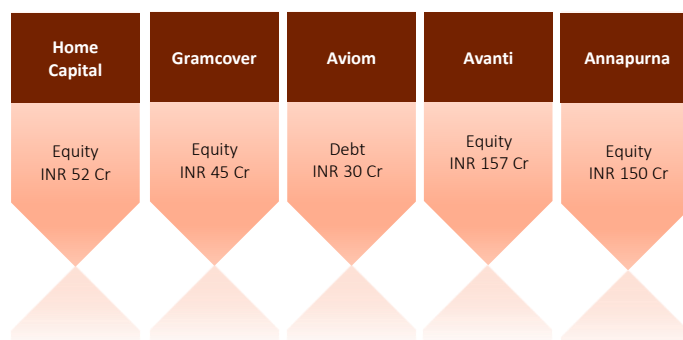 Home
Capital
Equity
INR 52 Cr
Gramcover
Equity
INR 45 Cr
Aviom
Debt
INR 30 Cr
Avanti
Equity
INR 157 Cr
Annapurna
Equity
INR 150 Cr